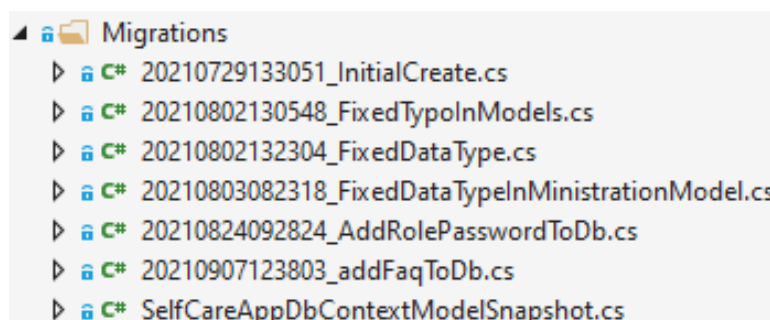 Migrations
C# 20210729133051_InitialCreate.cs
C# 20210802130548_FixedTypoInModels.cs
C# 20210802132304_FixedDataType.cs
C# 20210803082318_FixedDataTypeInMinistrationModel.cs
C# 20210824092824_AddRolePasswordToDb.cs
C# 20210907123803_addFaqToDb.cs
C# SelfCareAppDbContextModelSnapshot.cs